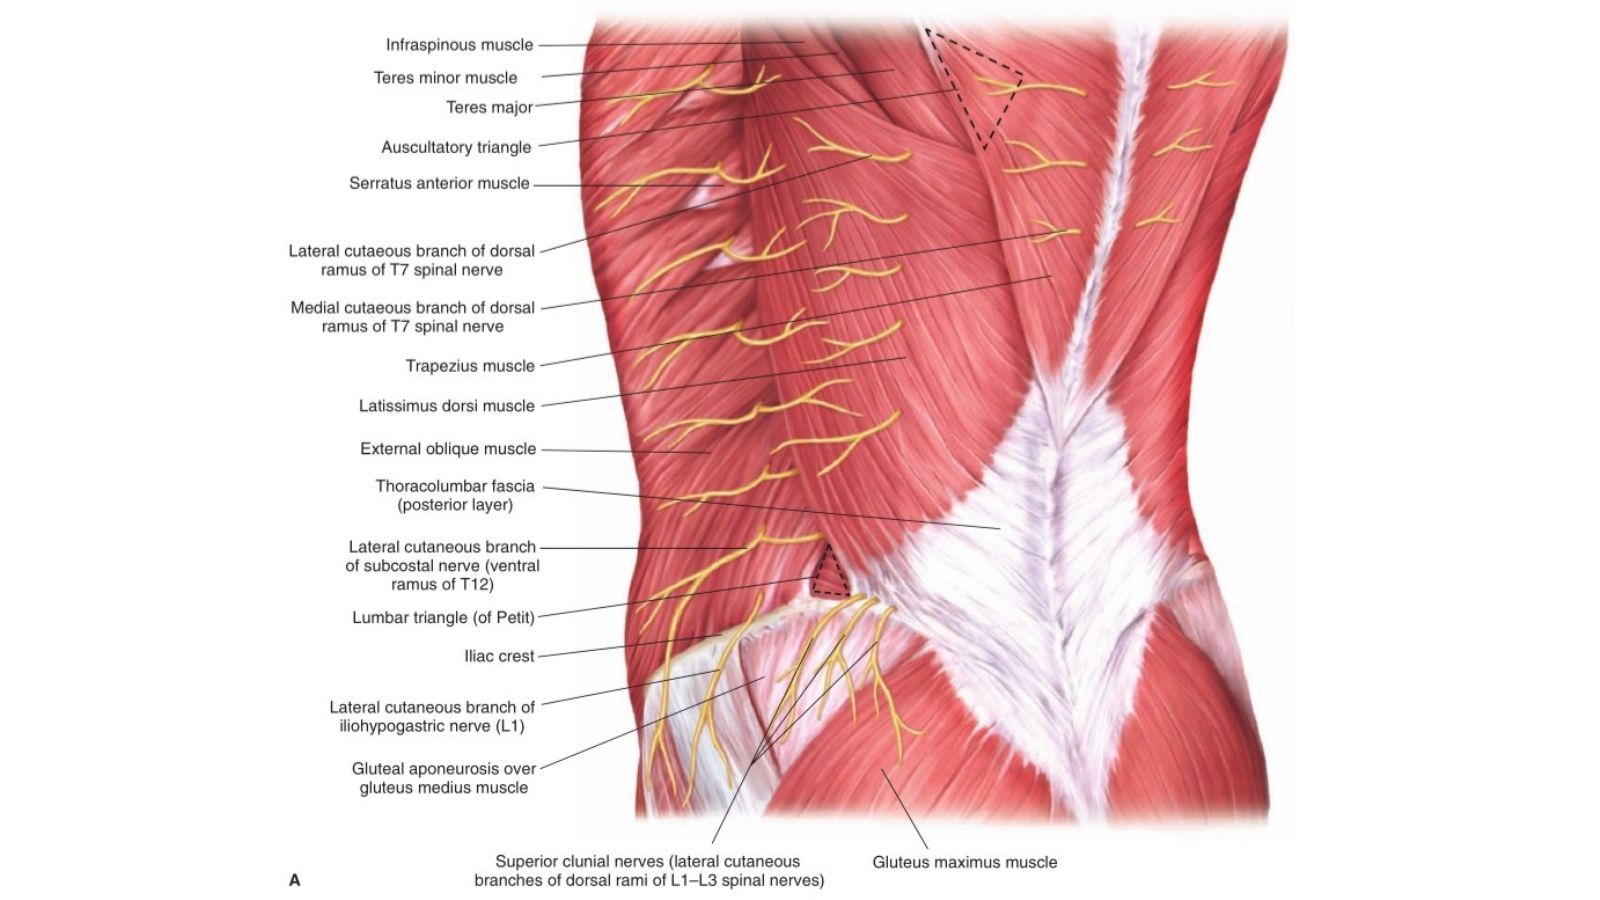 Infraspinous muscle
Teres minor muscle
Teres major
Auscultatory triangle
Serratus anterior muscle
Lateral cutaeous branch of dorsal
ramus of T7 spinal nerve
Medial cutaeous branch of dorsal
ramus of T7 spinal nerve
Trapezius muscle
Latissimus dorsi muscle
External oblique muscle
Thoracolumbar fascia
(posterior layer)
Lateral cutaneous branch
of subcostal nerve (ventral
ramus of T12)
Lumbar triangle (of Petit)
Iliac crest
Lateral cutaneous branch of
iliohypogastric nerve (L1)
Gluteal aponeurosis over
gluteus medius muscle
Superior clunial nerves (lateral cutaneous
branches of dorsal rami of L1–L3 spinal nerves)
Gluteus maximus muscle
A